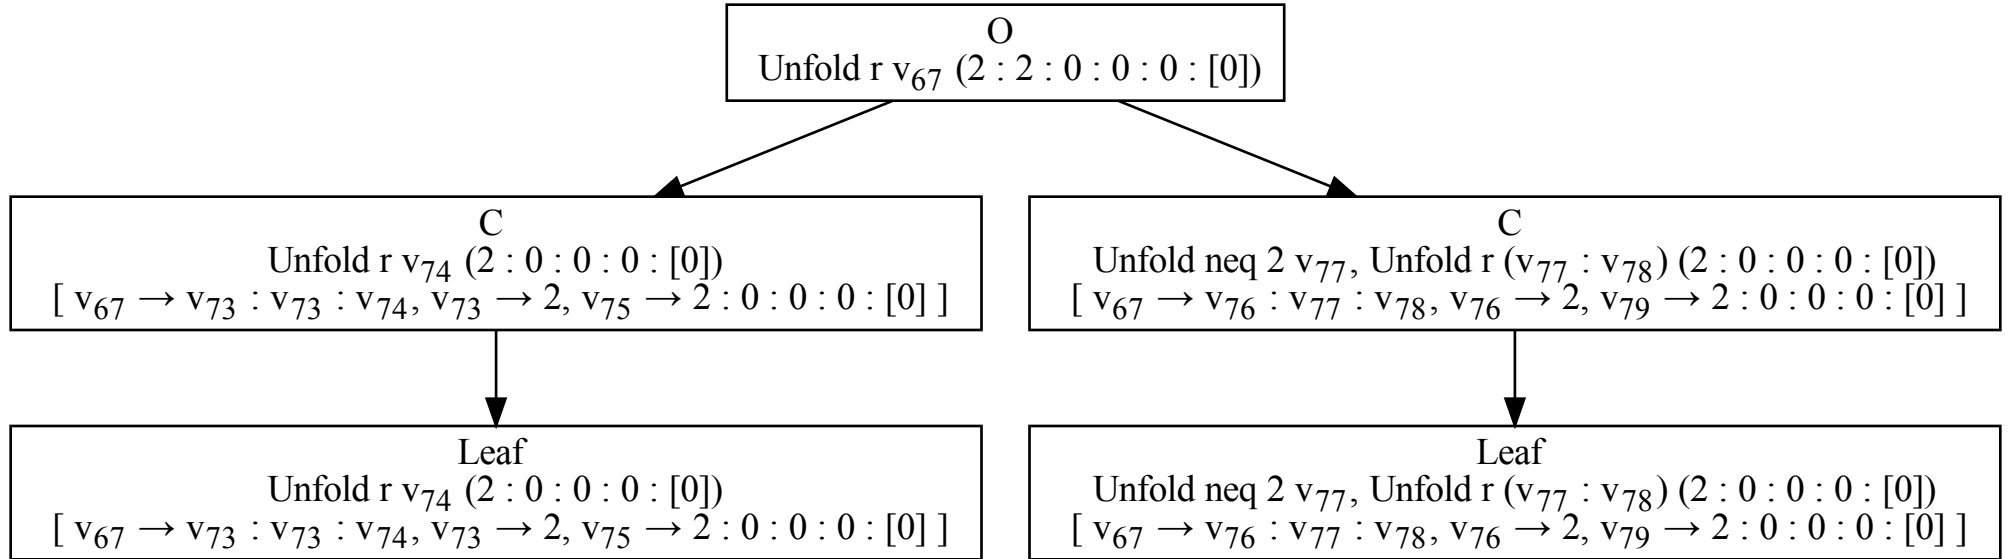 O
Unfold r v₆₇ (2 : 2 : 0 : 0 : 0 : [0])
C
Unfold r v₇₄ (2 : 0 : 0 : 0 : [0])
[ v₆₇ → v₇₃ : v₇₃ : v₇₄, v₇₃ → 2, v₇₅ → 2 : 0 : 0 : 0 : [0] ]
C
Unfold neq 2 v₇₇, Unfold r (v₇₇ : v₇₈) (2 : 0 : 0 : 0 : [0])
[ v₆₇ → v₇₆ : v₇₇ : v₇₈, v₇₆ → 2, v₇₉ → 2 : 0 : 0 : 0 : [0] ]
Leaf
Unfold r v₇₄ (2 : 0 : 0 : 0 : [0])
[ v₆₇ → v₇₃ : v₇₃ : v₇₄, v₇₃ → 2, v₇₅ → 2 : 0 : 0 : 0 : [0] ]
Leaf
Unfold neq 2 v₇₇, Unfold r (v₇₇ : v₇₈) (2 : 0 : 0 : 0 : [0])
[ v₆₇ → v₇₆ : v₇₇ : v₇₈, v₇₆ → 2, v₇₉ → 2 : 0 : 0 : 0 : [0] ]